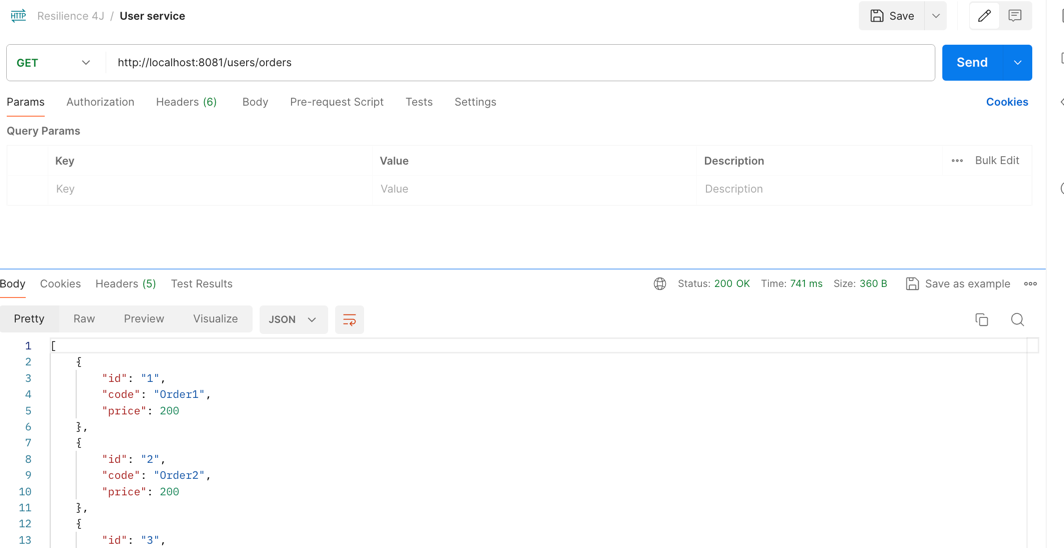 HTTP Resilience 4J / User service Save
GET http://localhost:8081/users/orders Send
Params Authorization Headers (6) Body Pre-request Script Tests Settings Cookies
Query Params
Key Value Description ••• Bulk Edit
Key Value Description
Body Cookies Headers (5) Test Results Status: 200 OK Time: 741 ms Size: 360 B Save as example
Pretty Raw Preview Visualize JSON
1 [
2 {
3 "id": "1",
4 "code": "Order1",
5 "price": 200
6 },
7 {
8 "id": "2",
9 "code": "Order2",
10 "price": 200
11 },
12 {
13 "id": "3",